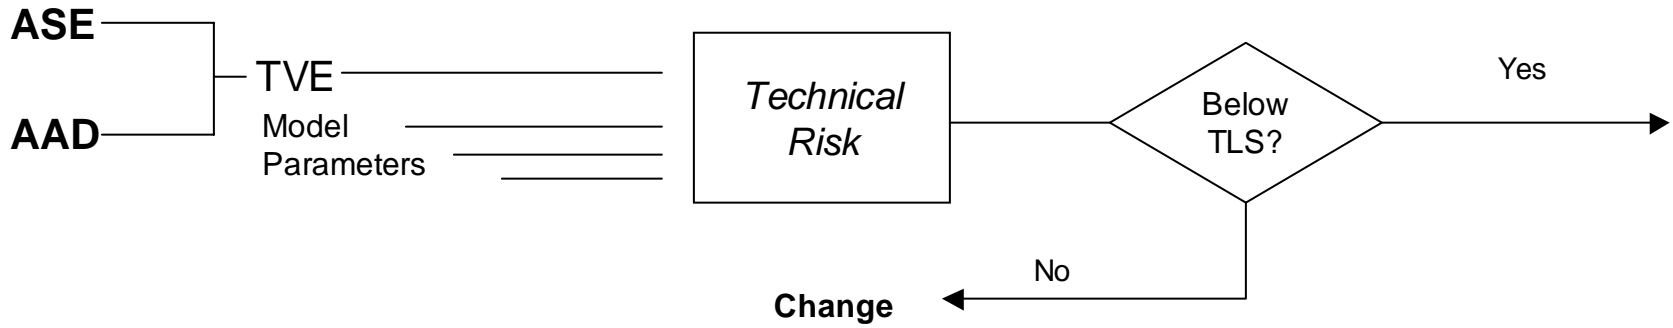 ASE
AAD
TVE
Model
Parameters
Technical
Risk
Below
TLS?
Yes
No
Change